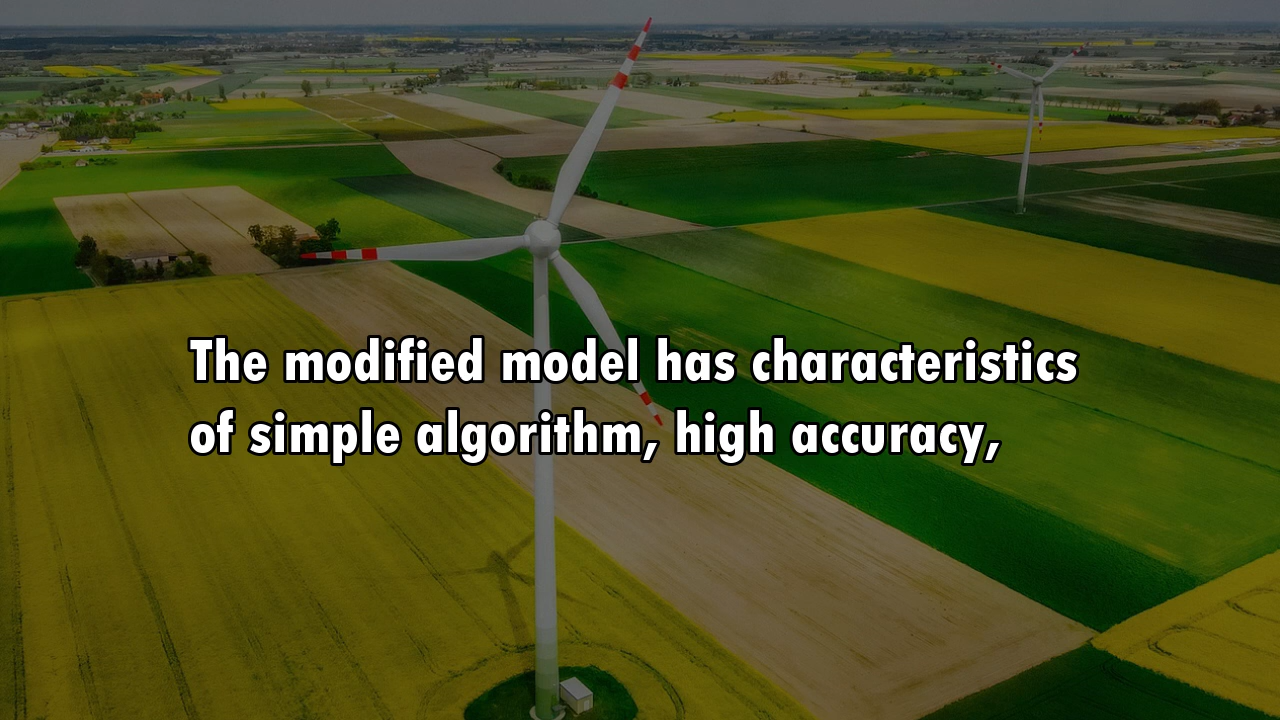 The modified model has characteristics
of simple algorithm, high accuracy,